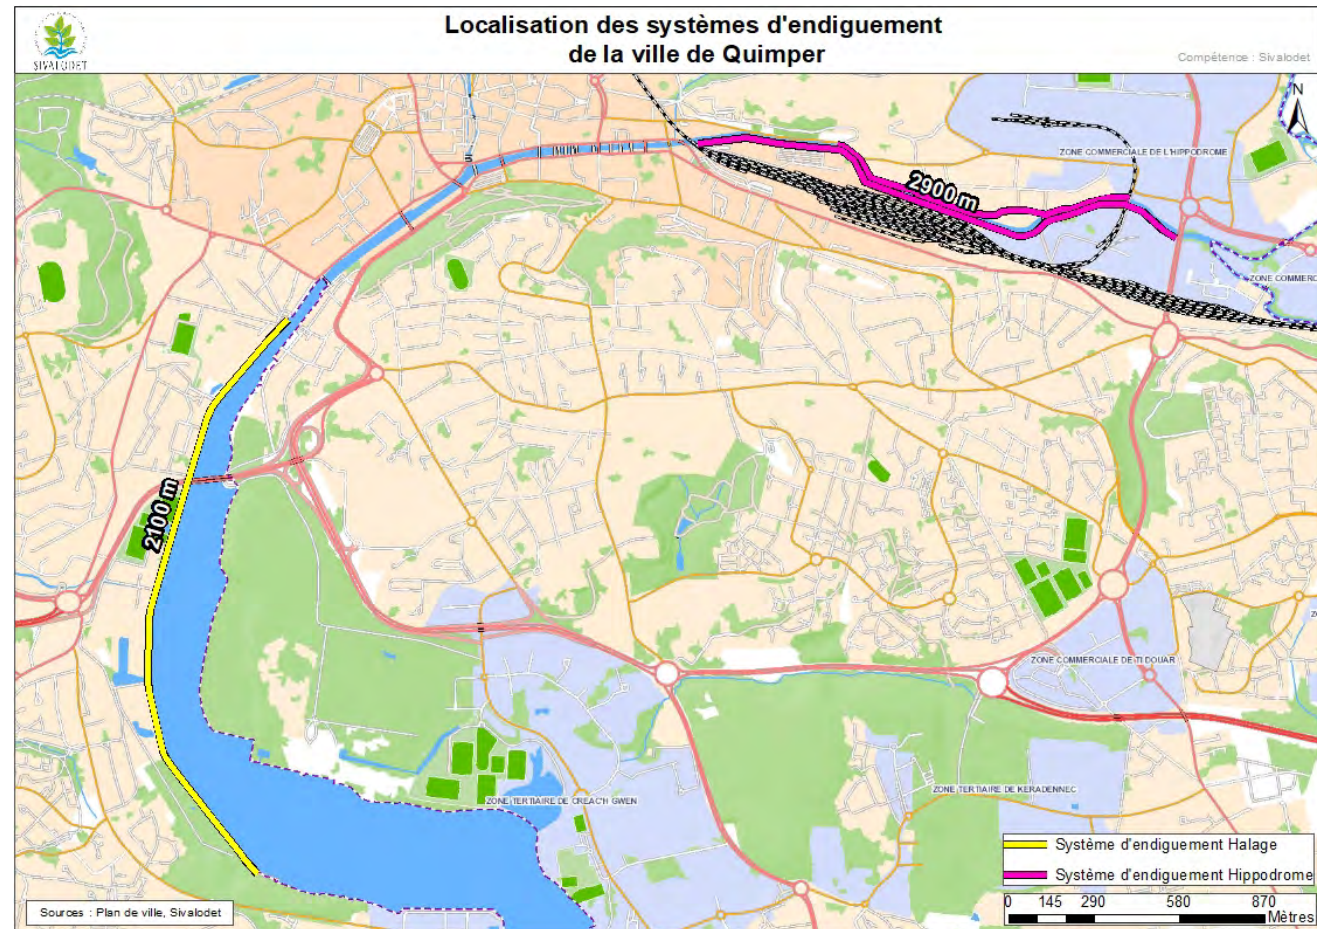 Localisation des systèmes d'endiguement
de la ville de Quimper
SIVALODET
Compétence : Sivalodet
N
ZONE COMMERCIALE DE L'HIPPODROME
2900 m
ZONE COMMERC
2100 m
ZONE COMMERCIALE DE TI DOUAR
ZONE TERTIAIRE DE CREAC'H GWEN
ZONE TERTIAIRE DE KERADENNEC
Système d'endiguement Halage
Système d'endiguement Hippodrome
0 145 290 580 870
Mètres
Sources : Plan de ville, Sivalodet